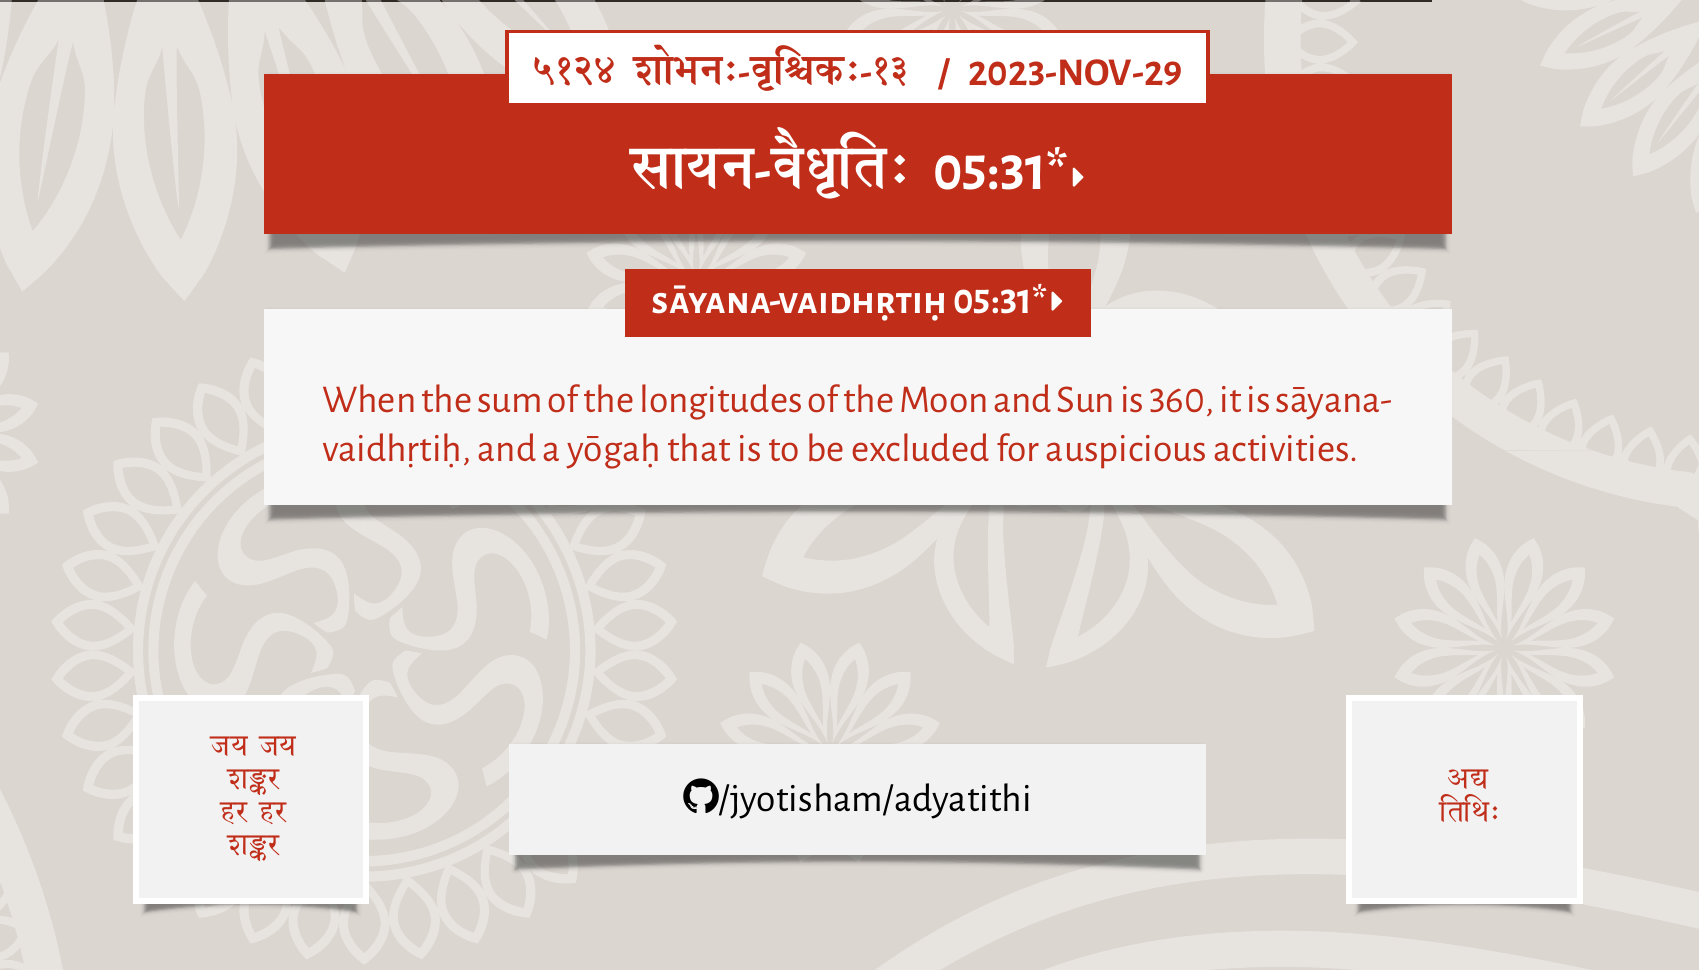 ५१२४ शोभनः-वृश्चिकः-१३ / 2023-NOV-29
सायन-वैधृतिः 05:31*▸
SĀYANA-VAIDHṚTIḤ 05:31*▸
When the sum of the longitudes of the Moon and Sun is 360, it is sāyana-
vaidhṛtiḥ, and a yōgaḥ that is to be excluded for auspicious activities.
जय जय
शङ्कर
हर हर
शङ्कर
/jyotisham/adyatithi
अद्य
तिथिः